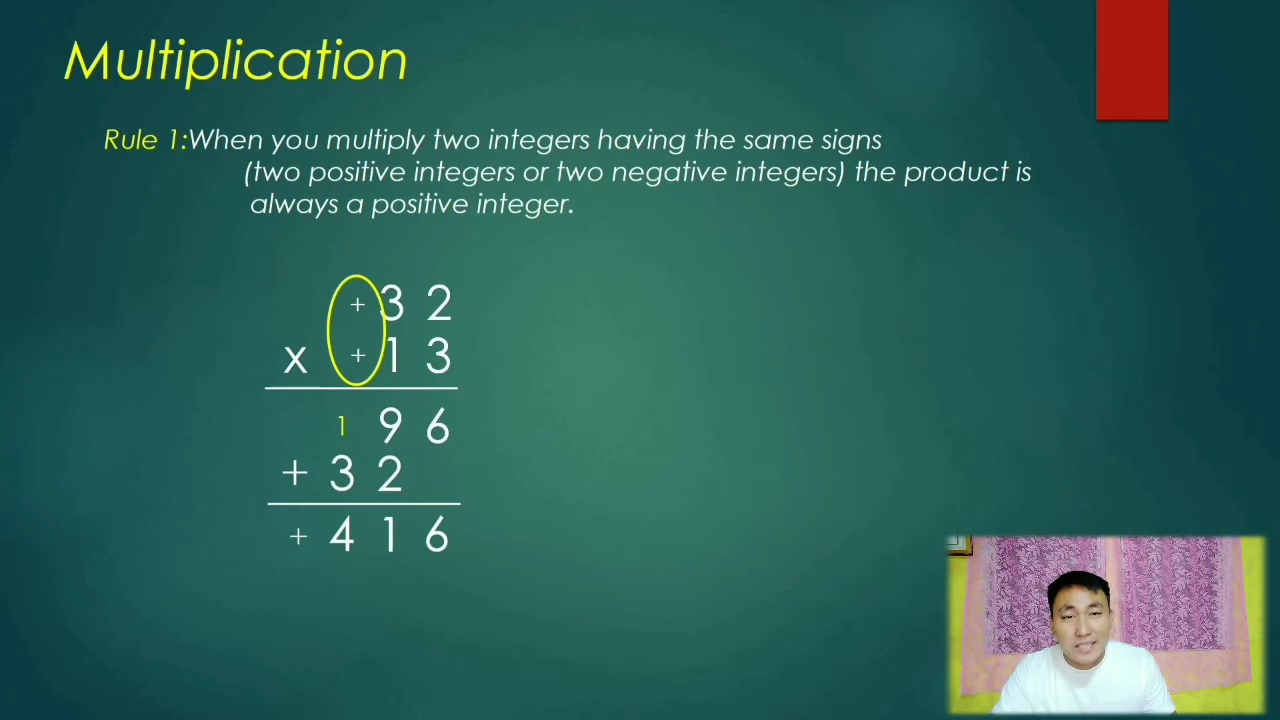 Multiplication
Rule 1:When you multiply two integers having the same signs
(two positive integers or two negative integers) the product is
always a positive integer.
+ 3 2
x + 1 3
1 9 6
+ 3 2
+ 4 1 6